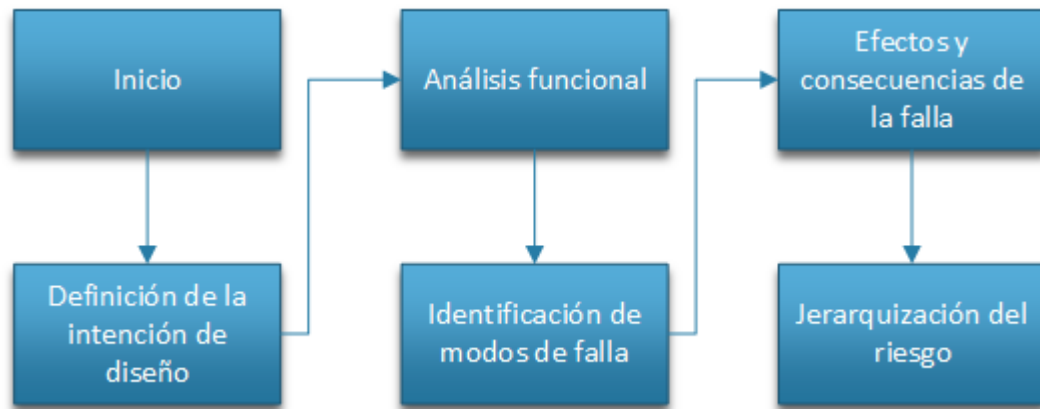 Inicio
Definición de la
intención de
diseño
Análisis funcional
Identificación de
modos de falla
Efectos y
consecuencias de
la falla
Jerarquización del
riesgo